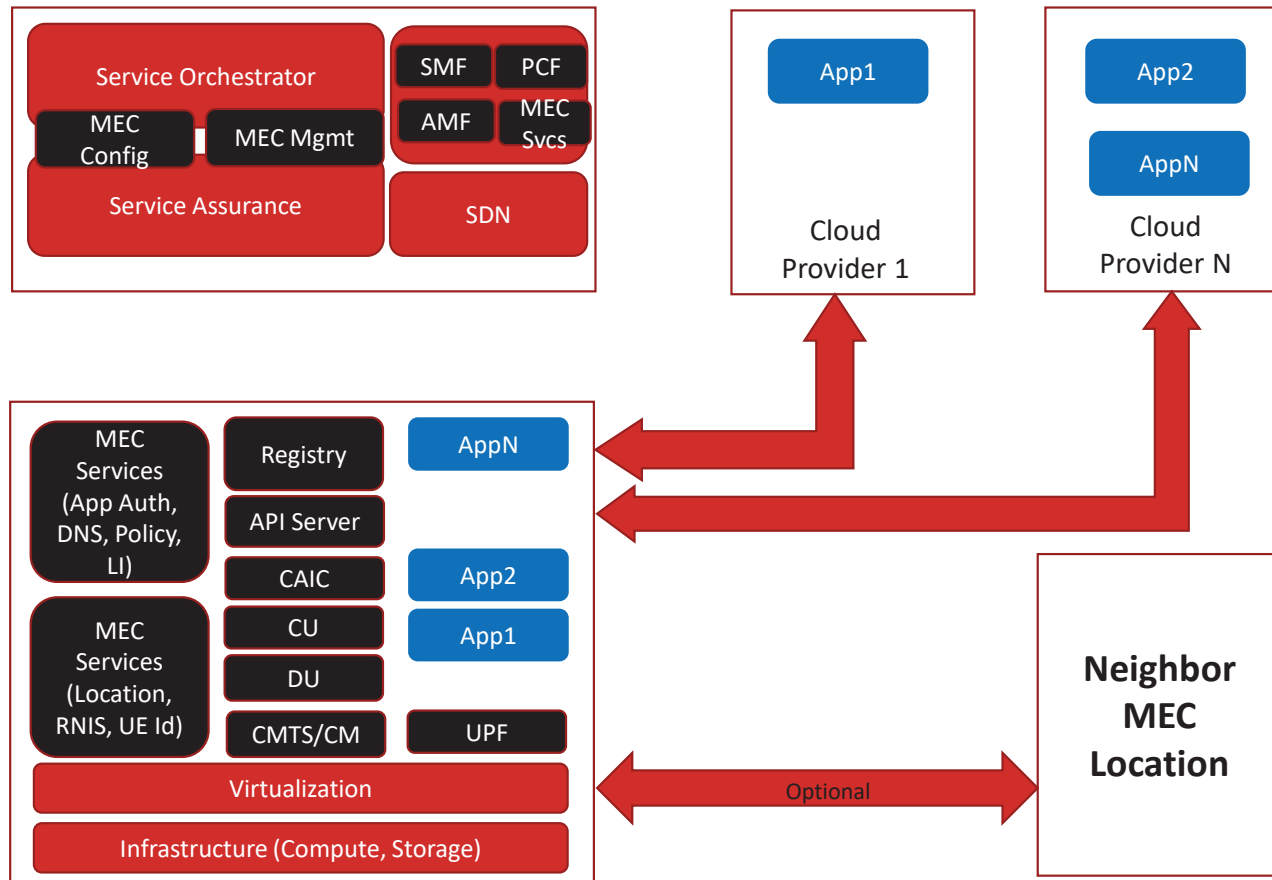 Service Orchestrator
MEC
Config
MEC Mgmt
Service Assurance
SMF
PCF
AMF
MEC
Svcs
SDN
App1
Cloud
Provider 1
App2
AppN
Cloud
Provider N
MEC
Services
(App Auth,
DNS, Policy,
LI)
MEC
Services
(Location,
RNIS, UE Id)
Registry
API Server
CAIC
CU
DU
CMTS/CM
AppN
App2
App1
UPF
Virtualization
Infrastructure (Compute, Storage)
Optional
Neighbor
MEC
Location